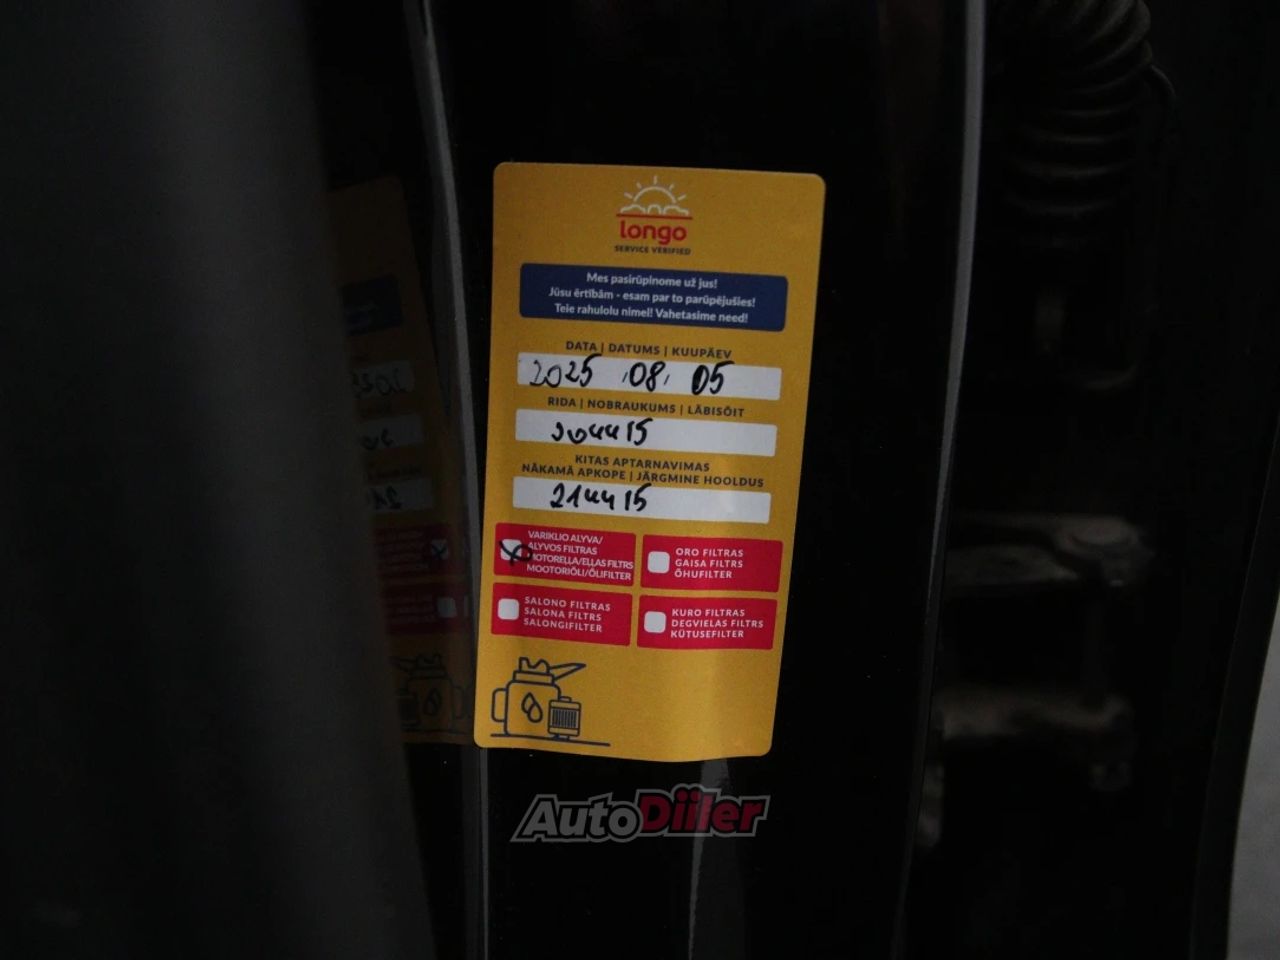 longo
SERVICE VERIFIED
Mes pasirūpinome už jus!
Jūsu ērtībām - esam par to parūpējušies!
Teie rahulolu nimel! Vahetasime need!
DATA | DATUMS | KUUPÄEV
2025 08 05
RIDA | NOBRAUKUMS | LÄBISÕIT
204415
KITAS APTARNAVIMAS
NĀKAMĀ APKOPE | JÄRGMINE HOOLDUS
214415
VARIKLIO ALYVA/
ALYVOS FILTRAS
MOTORELLA/ELLAS FILTRS
MOOTORIÕLI/ÕLIFILTER
ORO FILTRAS
GAISA FILTRS
ÕHUFILTER
SALONO FILTRAS
SALONA FILTRS
SALONGIFILTER
KURO FILTRAS
DEGVIELAS FILTRS
KÜTUSEFILTER
AutoDiiler